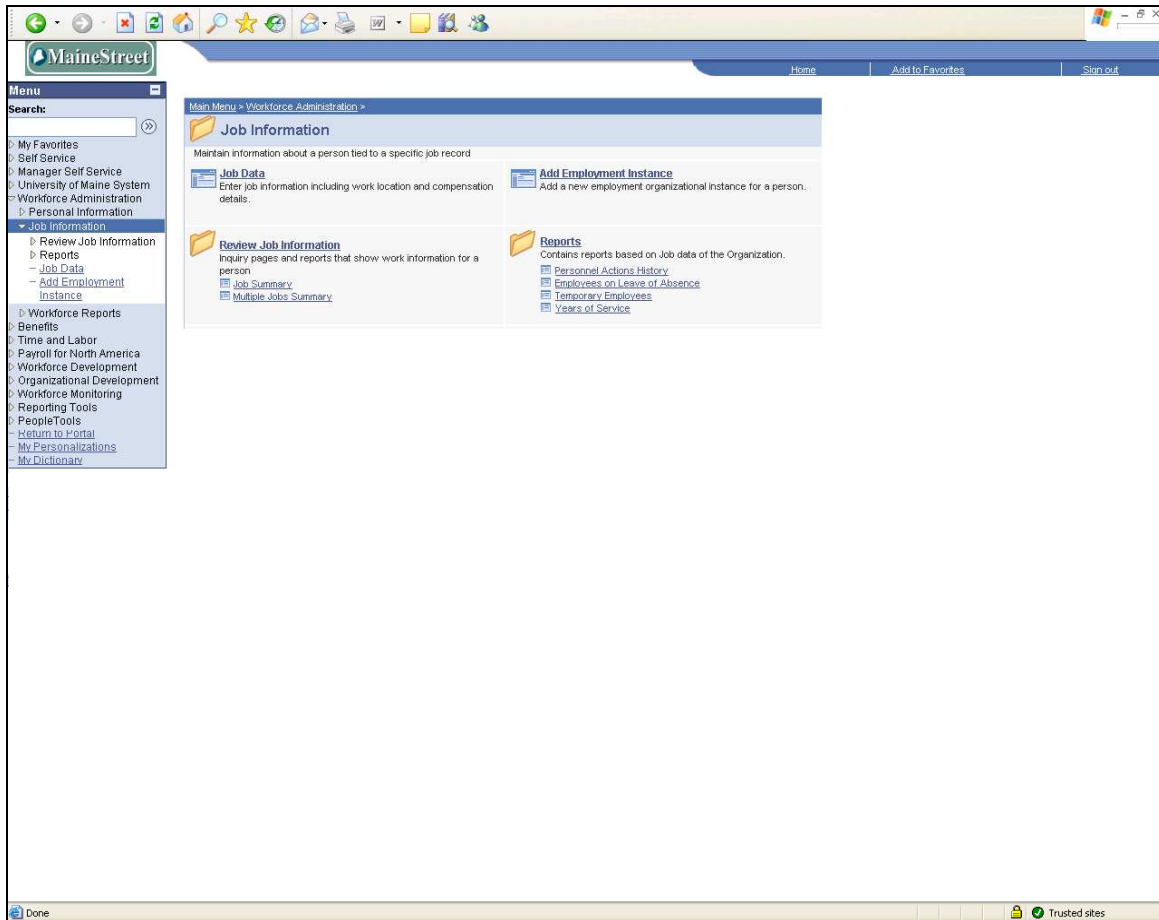 MaineStreet
Home
Add to Favorites
Sign out
Menu
Search:
My Favorites
Self Service
Manager Self Service
University of Maine System
Workforce Administration
Personal Information
Job Information
Review Job Information
Reports
Job Data
Add Employment
Instance
Workforce Reports
Benefits
Time and Labor
Payroll for North America
Workforce Development
Organizational Development
Workforce Monitoring
Reporting Tools
PeopleTools
Return to Portal
My Personalizations
My Dictionary
Main Menu > Workforce Administration >
Job Information
Maintain information about a person tied to a specific job record
Job Data
Enter job information including work location and compensation
details.
Add Employment Instance
Add a new employment organizational instance for a person.
Review Job Information
Inquiry pages and reports that show work information for a
person
Job Summary
Multiple Jobs Summary
Reports
Contains reports based on Job data of the Organization.
Personnel Actions History
Employees on Leave of Absence
Temporary Employees
Years of Service
Done
Trusted sites